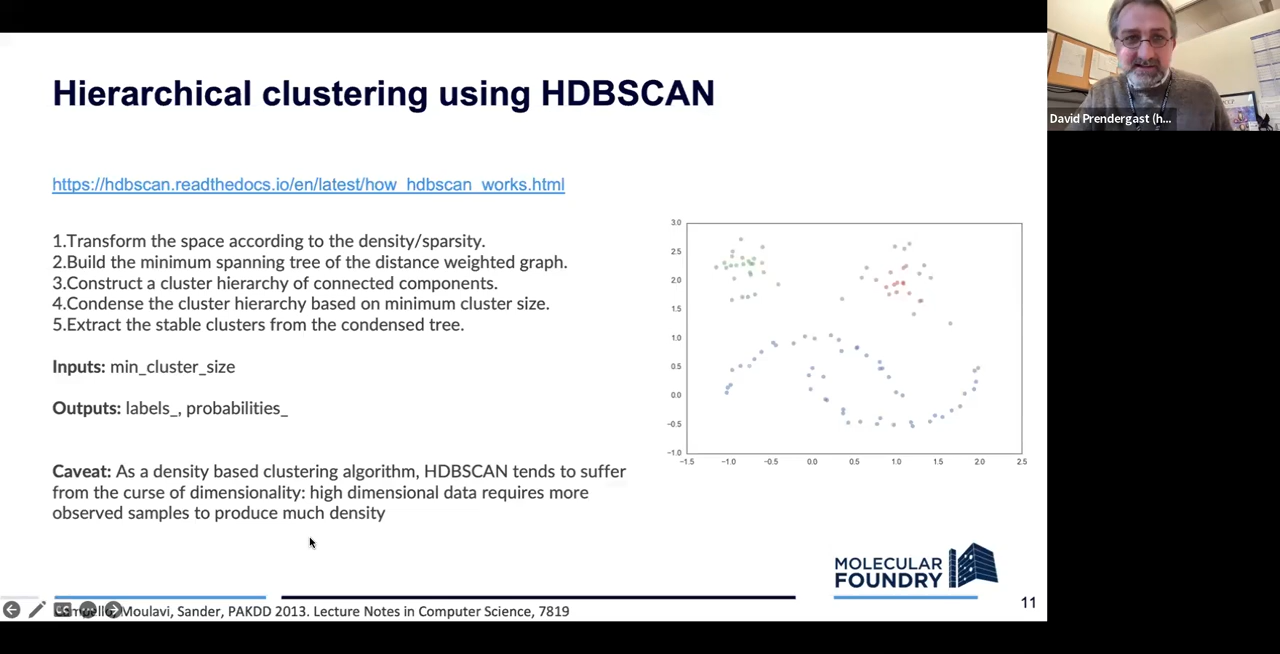 Hierarchical clustering using HDBSCAN
https://hdbscan.readthedocs.io/en/latest/how_hdbscan_works.html
1.Transform the space according to the density/sparsity.
2.Build the minimum spanning tree of the distance weighted graph.
3.Construct a cluster hierarchy of connected components.
4.Condense the cluster hierarchy based on minimum cluster size.
5.Extract the stable clusters from the condensed tree.
Inputs: min_cluster_size
Outputs: labels_, probabilities_
Caveat: As a density based clustering algorithm, HDBSCAN tends to suffer
from the curse of dimensionality: high dimensional data requires more
observed samples to produce much density
3.0
2.5
2.0
1.5
1.0
0.5
0.0
−0.5
−1.0
−1.5 −1.0 −0.5 0.0 0.5 1.0 1.5 2.0 2.5
MOLECULAR
FOUNDRY
Moulavi, Sander, PAKDD 2013. Lecture Notes in Computer Science, 7819
11
David Prendergast (h...